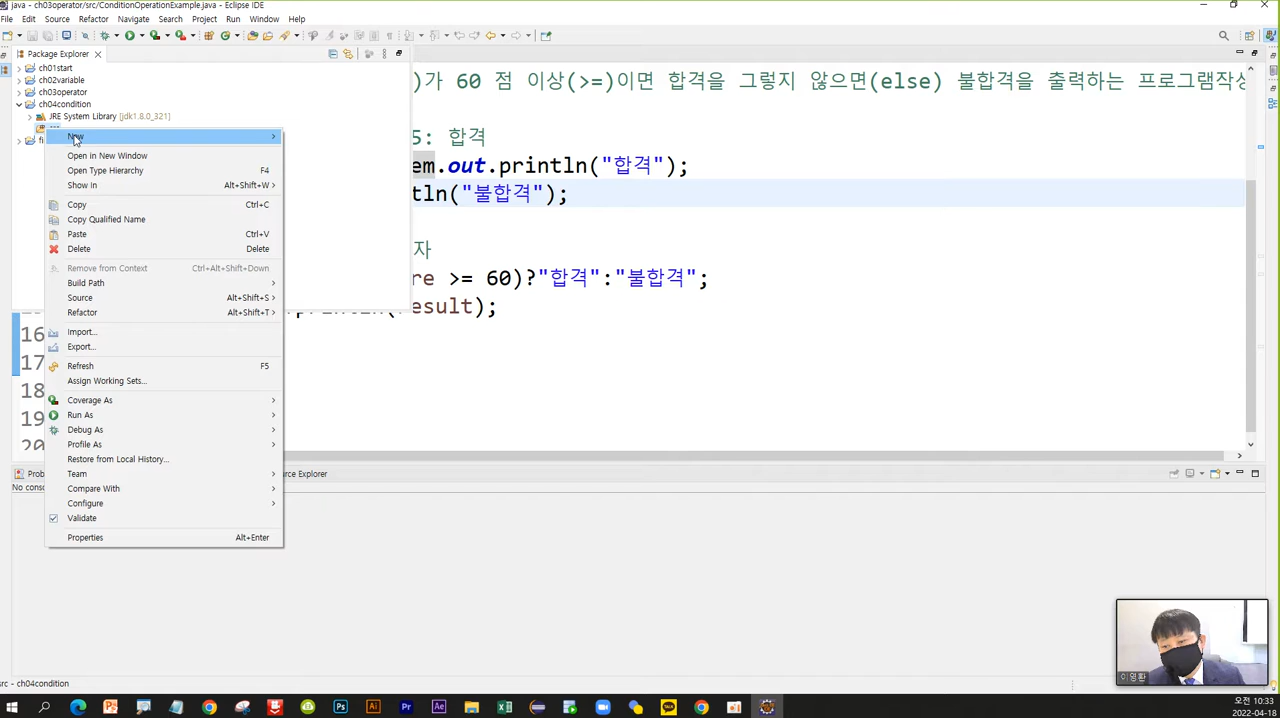 java - ch03operator/src/ConditionOperationExample.java - Eclipse IDE
File Edit Source Refactor Navigate Search Project Run Window Help
Package Explorer
ch01start
ch02variable
ch03operator
ch04condition
JRE System Library [jdk1.8.0_321]
New
Open in New Window
Open Type Hierarchy F4
Show In Alt+Shift+W
Copy Ctrl+C
Copy Qualified Name
Paste Ctrl+V
Delete Delete
Remove from Context Ctrl+Alt+Shift+Down
Build Path
Source Alt+Shift+S
Refactor Alt+Shift+T
Import...
Export...
Refresh F5
Assign Working Sets...
Coverage As
Run As
Debug As
Profile As
Restore from Local History...
Team
Compare With
Configure
Validate
Properties Alt+Enter
)가 60 점 이상(>=)이면 합격을 그렇지 않으면(else) 불합격을 출력하는 프로그램작성
5: 합격
em.out.println("합격");
tln("불합격");
자
re >= 60)?"합격":"불합격";
.println(result);
16
17
18
19
20
Prob
urce Explorer
No conso
src - ch04condition
이영환
오전 10:33
2022-04-18